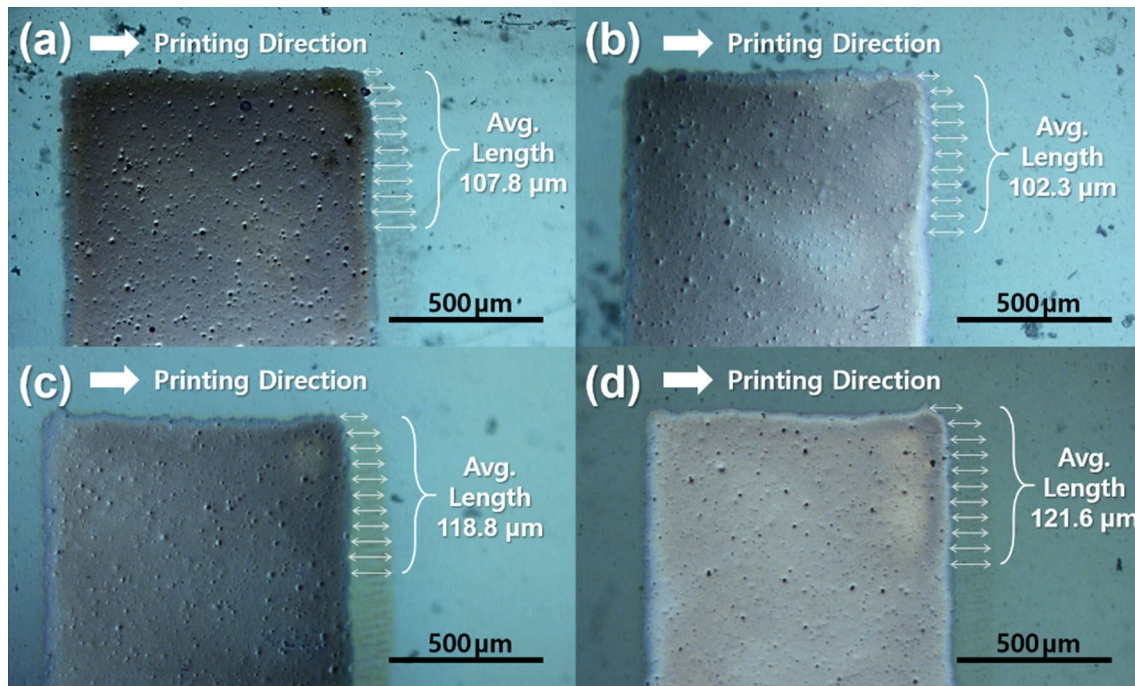 (a) Printing Direction
Avg.
Length
107.8 µm
500µm
(b) Printing Direction
Avg.
Length
102.3 µm
500µm
(c) Printing Direction
Avg.
Length
118.8 µm
500µm
(d) Printing Direction
Avg.
Length
121.6 µm
500µm